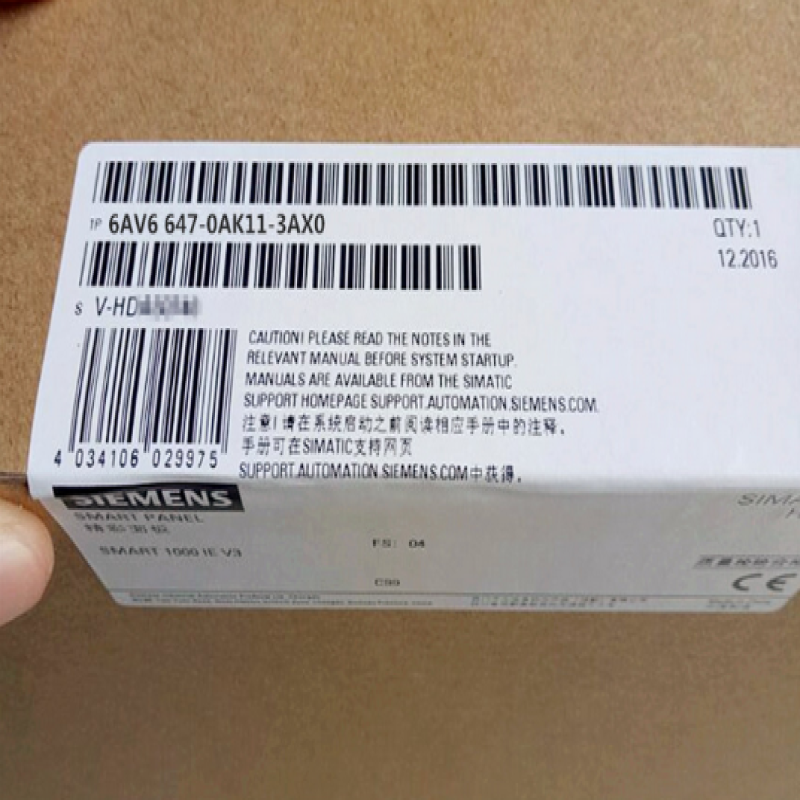 1P 6AV6 647-0AK11-3AX0
QTY:1
12.2016
S V-HD
CAUTION! PLEASE READ THE NOTES IN THE
RELEVANT MANUAL BEFORE SYSTEM STARTUP.
MANUALS ARE AVAILABLE FROM THE SIMATIC
SUPPORT HOMEPAGE SUPPORT.AUTOMATION.SIEMENS.COM.
注意!请在系统启动之前阅读相应手册中的注释。
手册可在SIMATIC支持网页
SUPPORT.AUTOMATION.SIEMENS.COM中获得。
4 034106 029975
SIEMENS
SMART PANEL
精彩面板
SMART 1000 IE V3
FS: 04
C99
CE